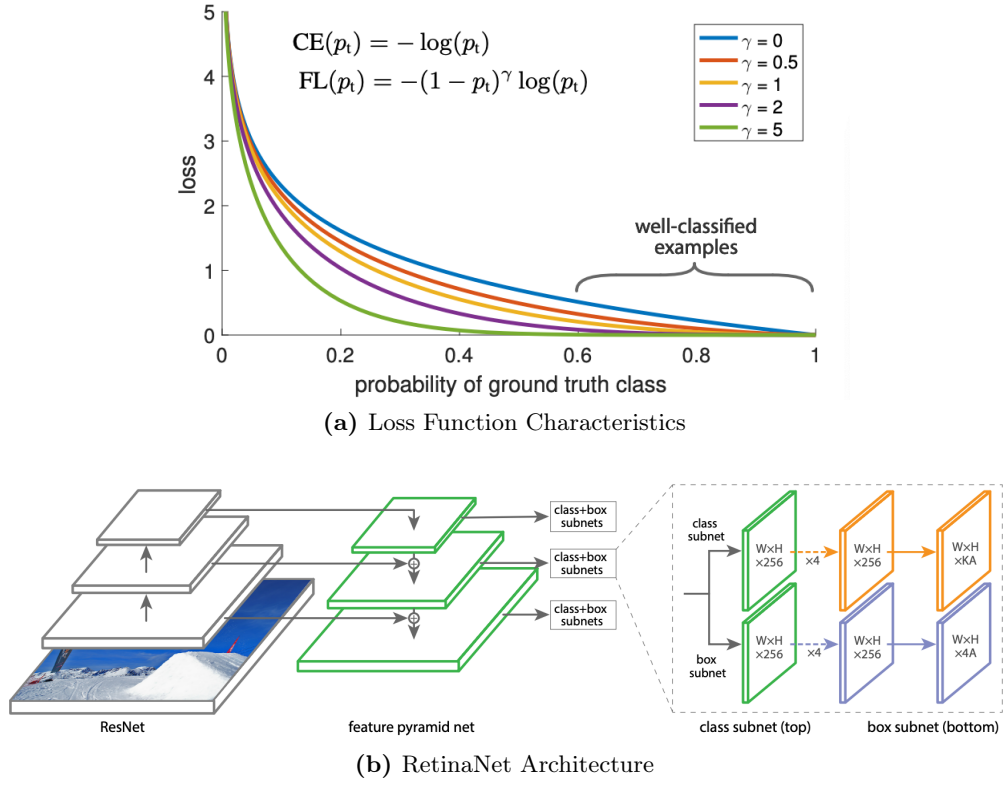 5
4
3
2
1
0
loss
CE(pt) = − log(pt)
FL(pt) = −(1 − pt)γ log(pt)
γ = 0
γ = 0.5
γ = 1
γ = 2
γ = 5
well-classified
examples
0 0.2 0.4 0.6 0.8 1
probability of ground truth class
(a) Loss Function Characteristics
class+box
subnets
class+box
subnets
class+box
subnets
class
subnet
W×H
×256
×4
W×H
×256
W×H
×KA
box
subnet
W×H
×256
×4
W×H
×256
W×H
×4A
ResNet
feature pyramid net
class subnet (top)
box subnet (bottom)
(b) RetinaNet Architecture